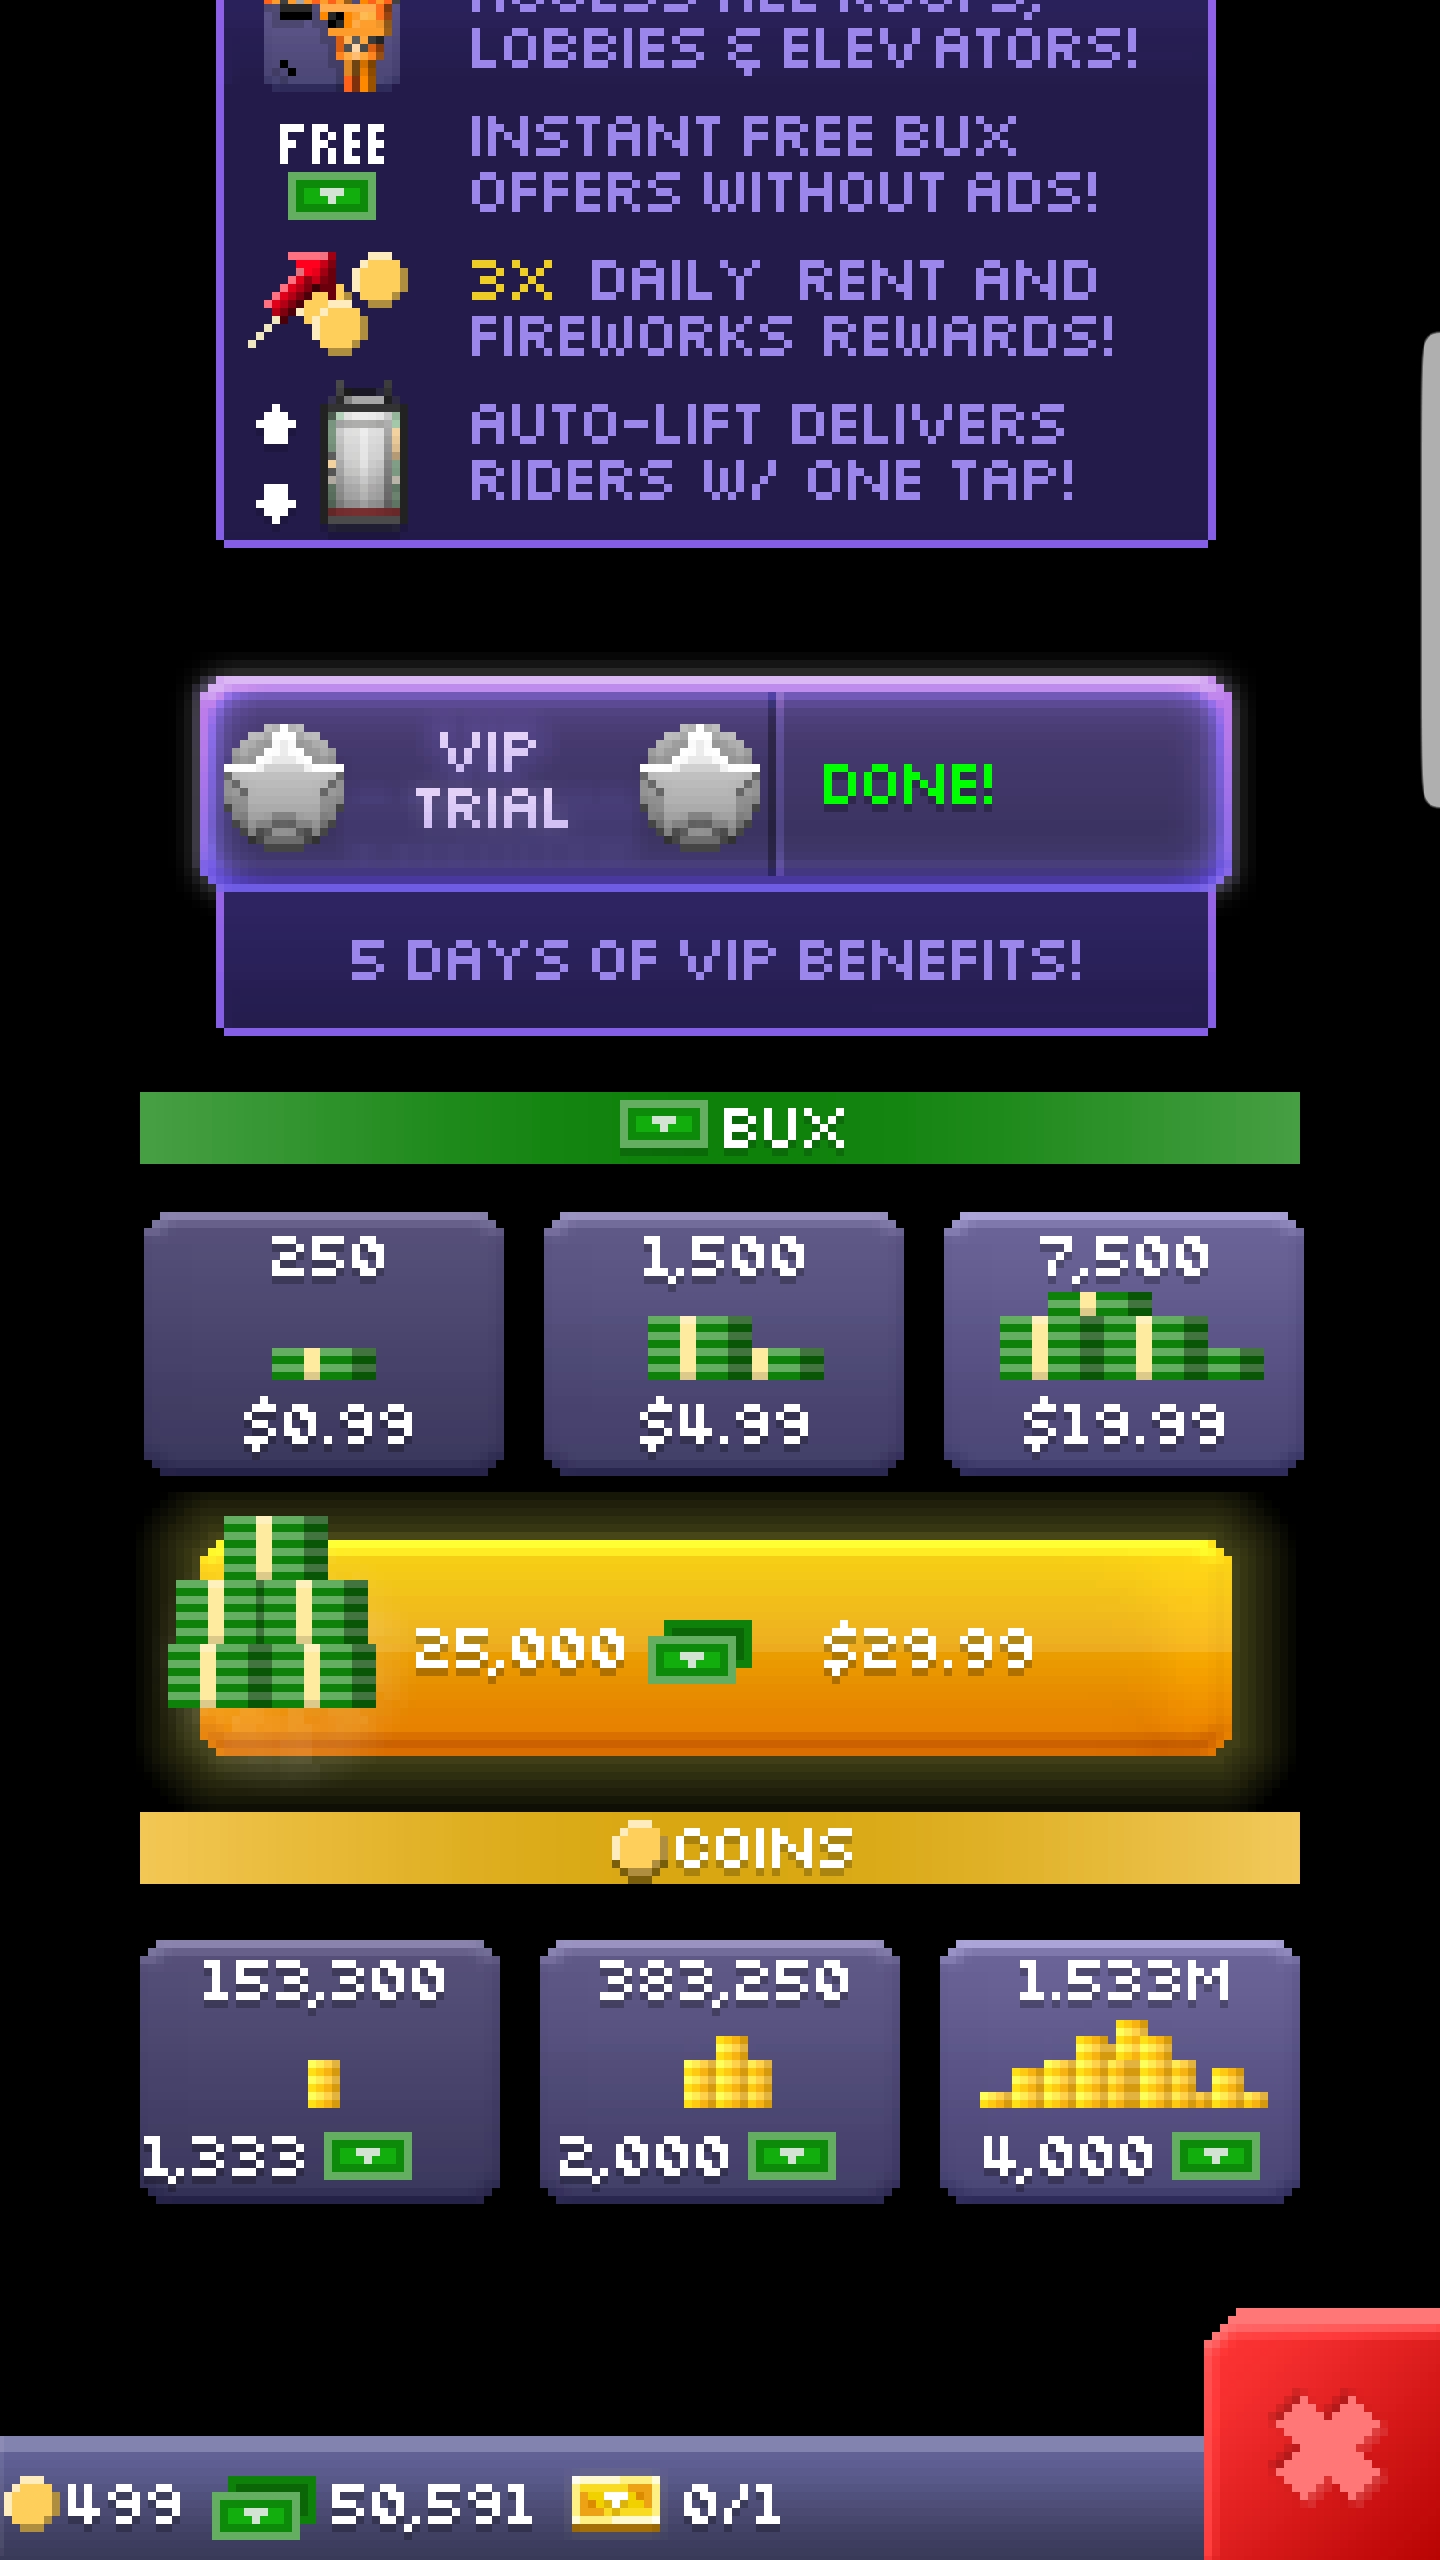 ACCESS ALL ROOFS,
LOBBIES & ELEVATORS!
FREE
INSTANT FREE BUX
OFFERS WITHOUT ADS!
3X DAILY RENT AND
FIREWORKS REWARDS!
AUTO-LIFT DELIVERS
RIDERS W/ ONE TAP!
VIP
TRIAL
DONE!
5 DAYS OF VIP BENEFITS!
BUX
250
$0.99
1,500
$4.99
7,500
$19.99
25,000 $29.99
COINS
153,300
1,333
383,250
2,000
1.533M
4,000
499 50,591 0/1